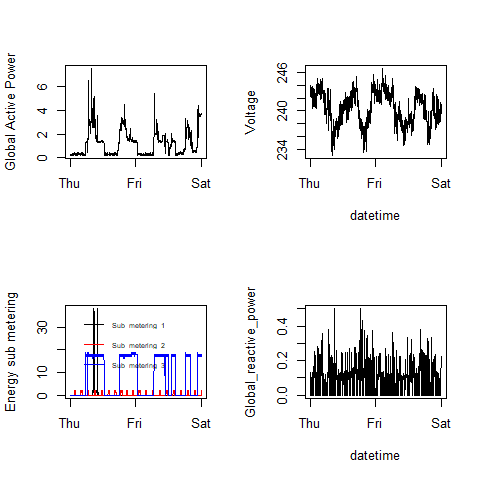 Global Active Power
0 2 4 6
Thu Fri Sat
Voltage
234 240 246
Thu Fri Sat
datetime
Energy sub metering
0 10 30
Sub_metering_1
Sub_metering_2
Sub_metering_3
Thu Fri Sat
Global_reactive_power
0.0 0.2 0.4
Thu Fri Sat
datetime